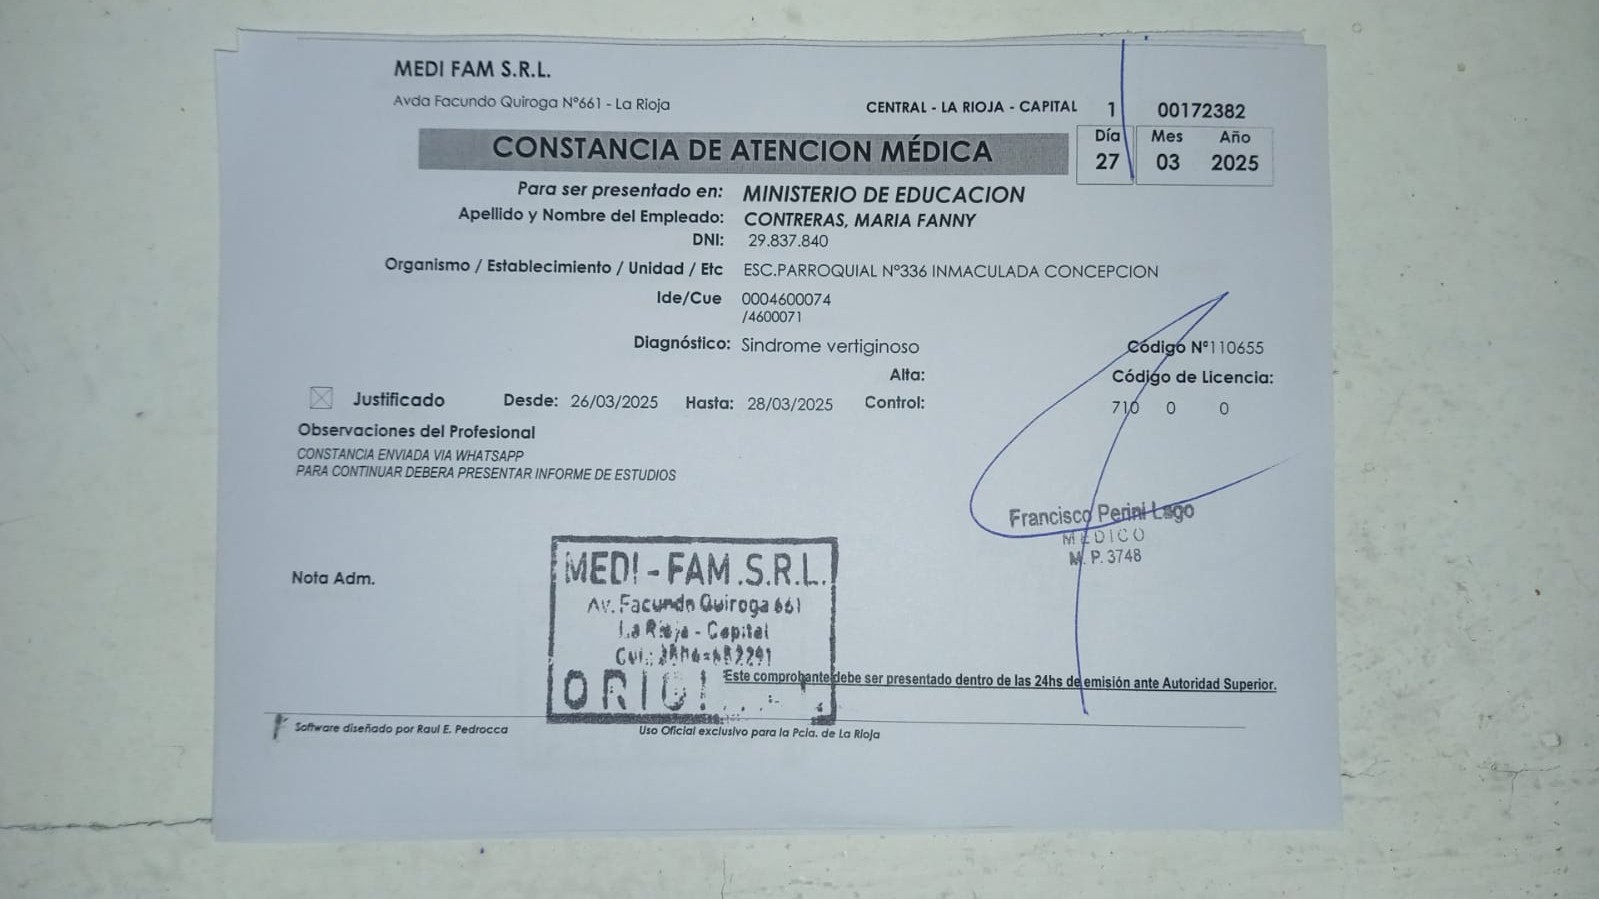 MEDI FAM S.R.L.
Avda Facundo Quiroga Nº661 - La Rioja
CENTRAL - LA RIOJA - CAPITAL 1 00172382
CONSTANCIA DE ATENCION MÉDICA
Día Mes Año
27 03 2025
Para ser presentado en: MINISTERIO DE EDUCACION
Apellido y Nombre del Empleado: CONTRERAS, MARIA FANNY
DNI: 29.837.840
Organismo / Establecimiento / Unidad / Etc ESC.PARROQUIAL Nº336 INMACULADA CONCEPCION
Ide/Cue 0004600074
/4600071
Diagnóstico: Sindrome vertiginoso
Código Nº110655
Alta:
Código de Licencia:
Justificado Desde: 26/03/2025 Hasta: 28/03/2025 Control:
710 0 0
Observaciones del Profesional
CONSTANCIA ENVIADA VIA WHATSAPP
PARA CONTINUAR DEBERA PRESENTAR INFORME DE ESTUDIOS
Francisco Perini Lago
MEDICO
M. P. 3748
Nota Adm.
MEDI - FAM .S.R.L.
Av. Facundo Quiroga 661
La Rioja - Capital
Este comprobante debe ser presentado dentro de las 24hs de emisión ante Autoridad Superior.
Software diseñado por Raul E. Pedrocca
Uso Oficial exclusivo para la Pcia. de La Rioja